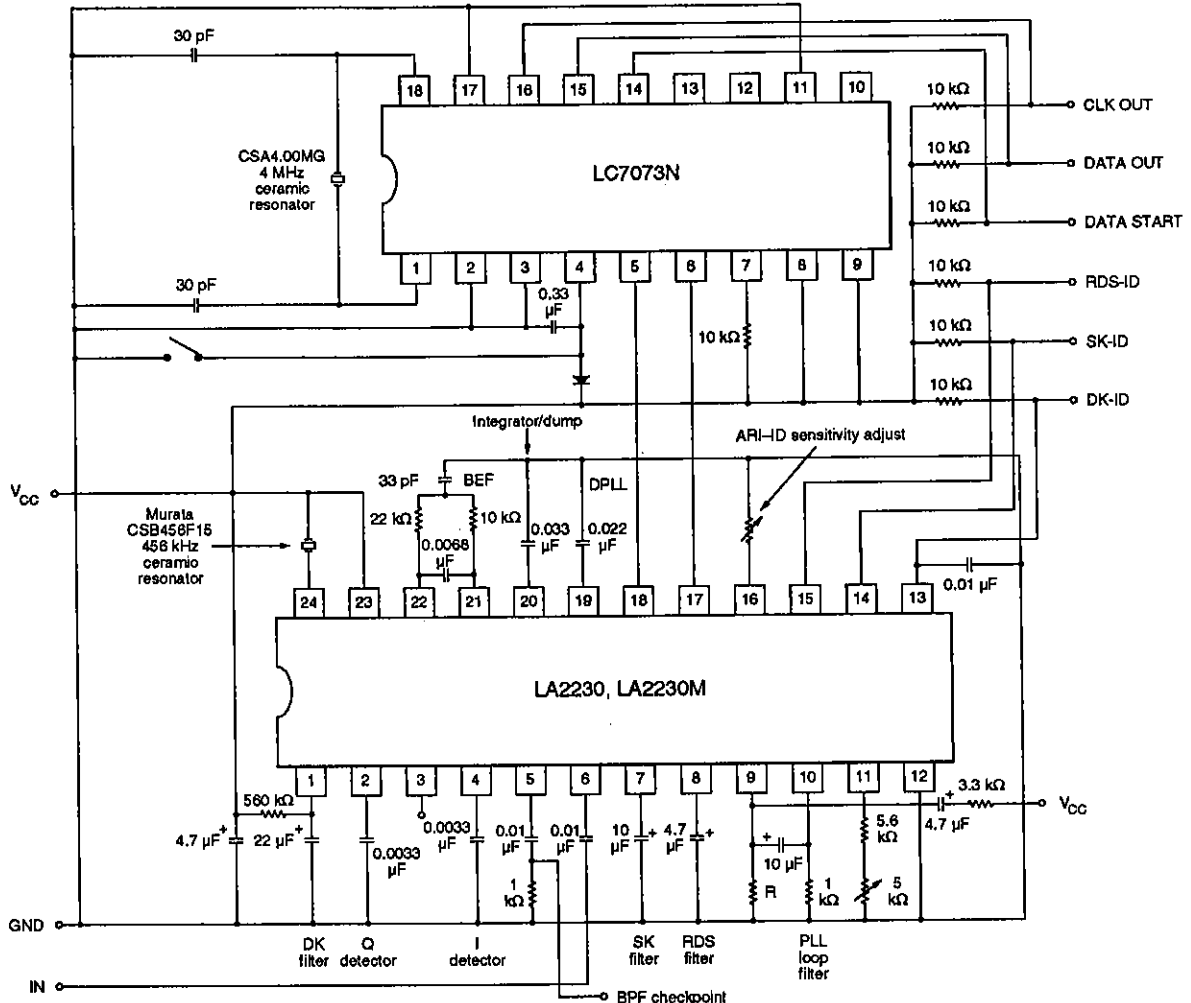 30 pF
18 17 16 15 14 13 12 11 10
10 kΩ
CLK OUT
CSA4.00MG
4 MHz
ceramic
resonator
LC7073N
10 kΩ
DATA OUT
10 kΩ
DATA START
1 2 3 4 5 6 7 8 9
30 pF
0.33
µF
10 kΩ
RDS-ID
10 kΩ
10 kΩ
SK-ID
10 kΩ
DK-ID
Integrator/dump
ARI–ID sensitivity adjust
33 pF
BEF
DPLL
VCC
Murata
CSB456F15
456 kHz
ceramic
resonator
22 kΩ
10 kΩ
0.0068
µF
0.033
µF
0.022
µF
0.01 µF
24 23 22 21 20 19 18 17 16 15 14 13
LA2230, LA2230M
1 2 3 4 5 6 7 8 9 10 11 12
560 kΩ
4.7 µF
+
22 µF
+
0.0033
µF
0.0033
µF
0.01
µF
0.01
µF
10
µF
+
4.7
µF
+
+
10 µF
5.6
kΩ
+
4.7 µF
3.3 kΩ
VCC
1
kΩ
R
1
kΩ
5
kΩ
GND
DK
filter
Q
detector
I
detector
SK
filter
RDS
filter
PLL
loop
filter
IN
BPF checkpoint